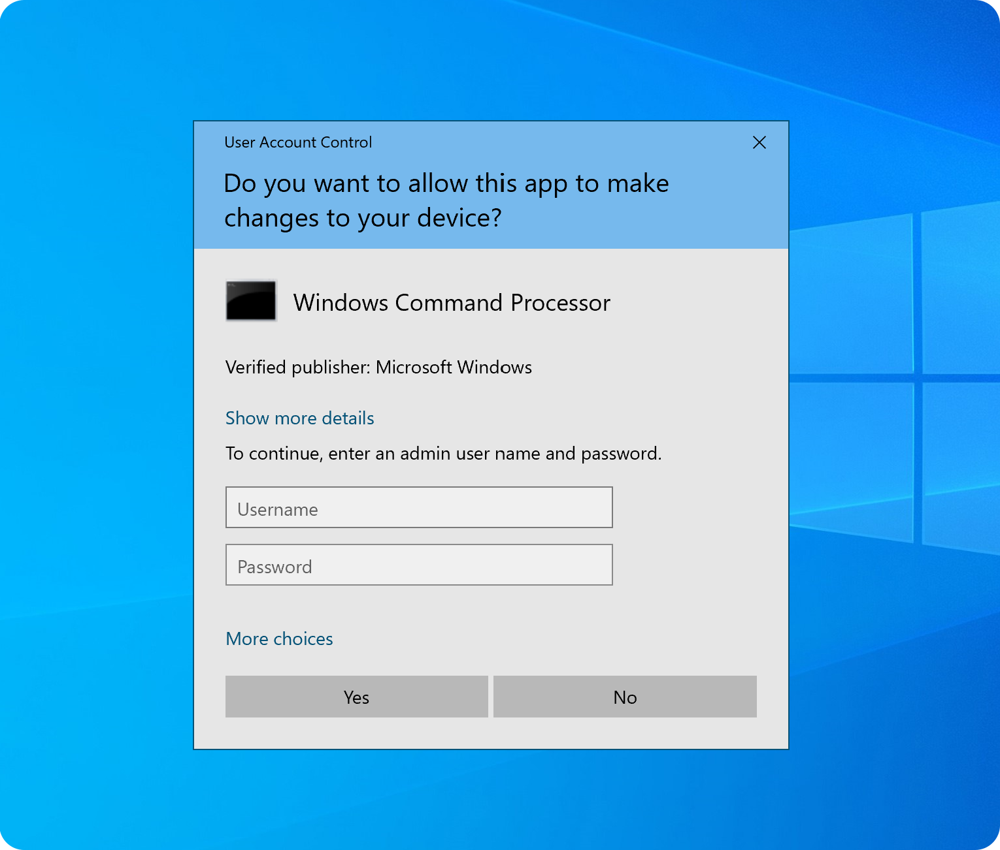 User Account Control
Do you want to allow this app to make
changes to your device?
Windows Command Processor
Verified publisher: Microsoft Windows
Show more details
To continue, enter an admin user name and password.
Username
Password
More choices
Yes
No